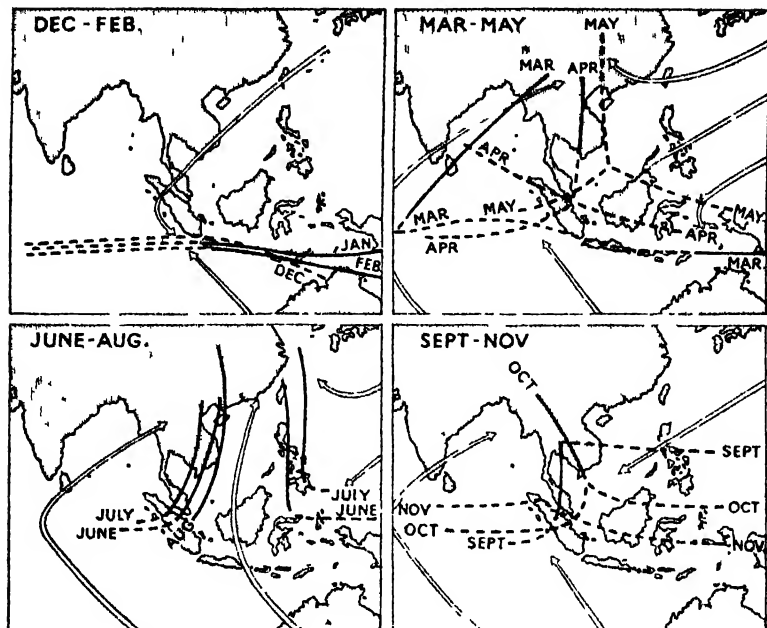 DEC-FEB.
JAN
FEB
DEC
MAR-MAY
MAY
MAR
APR
APR
MAR
MAY
APR
MAY
APR
MAR
JUNE-AUG.
JULY
JUNE
AUG
JULY
JUNE
SEPT-NOV
OCT
SEPT
NOV
OCT
OCT
SEPT
NOV